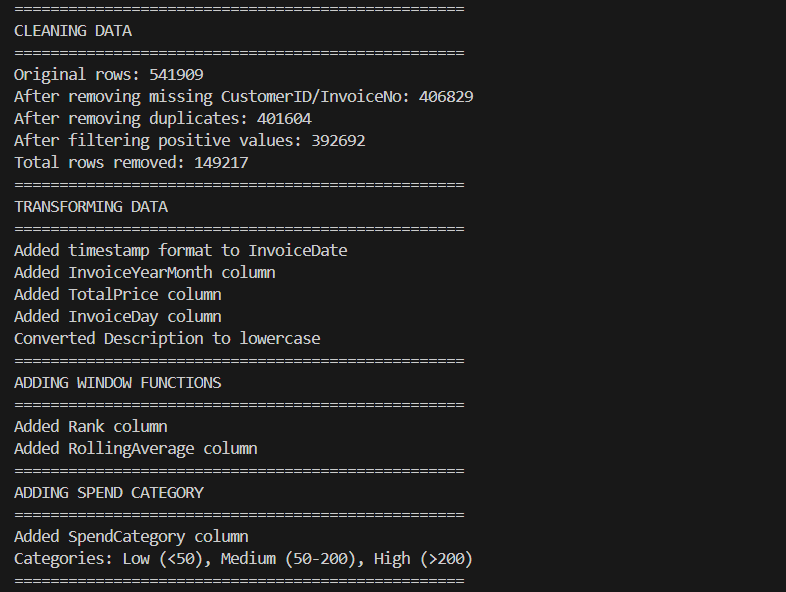 ==================================================
CLEANING DATA
==================================================
Original rows: 541909
After removing missing CustomerID/InvoiceNo: 406829
After removing duplicates: 401604
After filtering positive values: 392692
Total rows removed: 149217
==================================================
TRANSFORMING DATA
==================================================
Added timestamp format to InvoiceDate
Added InvoiceYearMonth column
Added TotalPrice column
Added InvoiceDay column
Converted Description to lowercase
==================================================
ADDING WINDOW FUNCTIONS
==================================================
Added Rank column
Added RollingAverage column
==================================================
ADDING SPEND CATEGORY
==================================================
Added SpendCategory column
Categories: Low (<50), Medium (50-200), High (>200)
==================================================